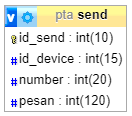 v pta send
id_send : int(10)
id_device : int(15)
number : int(20)
pesan : int(120)